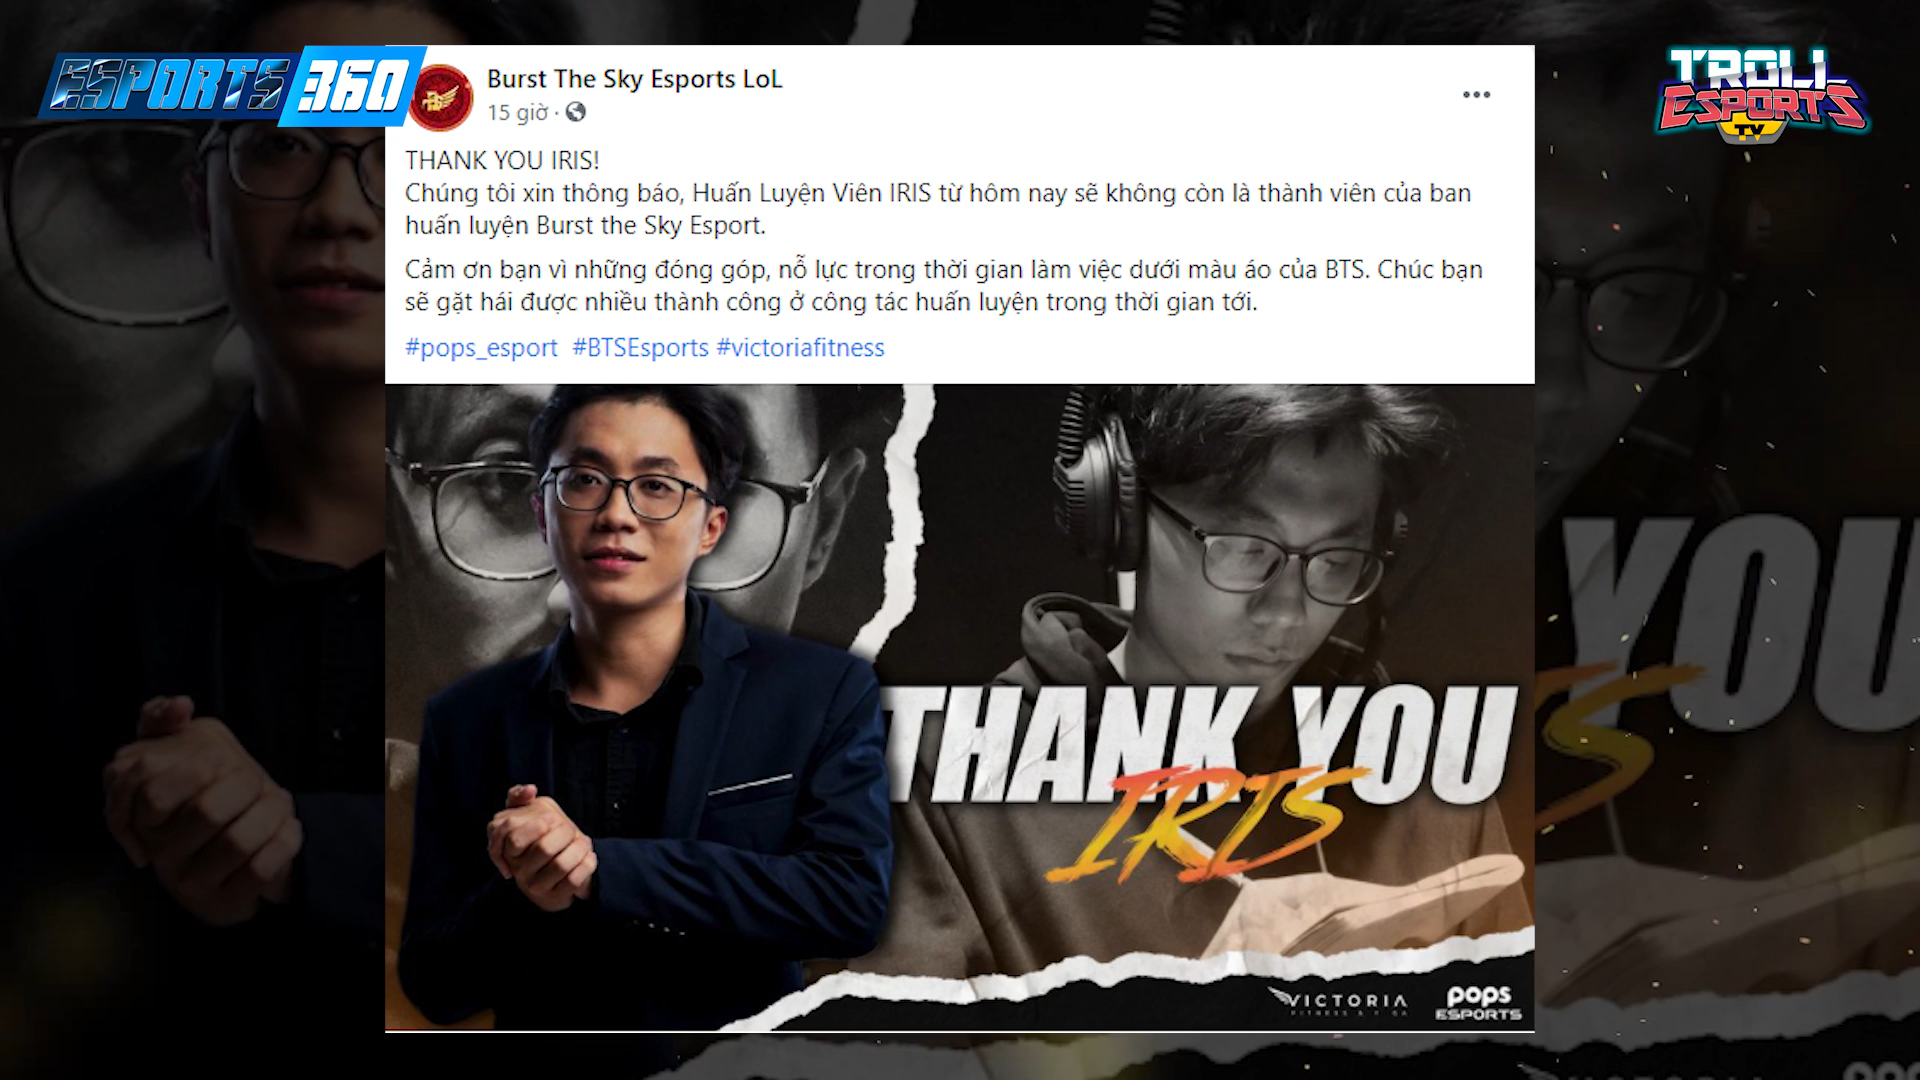 ESPORTS 360
TROLL
ESPORTS
TV
Burst The Sky Esports LoL
15 giờ ·
THANK YOU IRIS!
Chúng tôi xin thông báo, Huấn Luyện Viên IRIS từ hôm nay sẽ không còn là thành viên của ban
huấn luyện Burst the Sky Esport.
Cảm ơn bạn vì những đóng góp, nỗ lực trong thời gian làm việc dưới màu áo của BTS. Chúc bạn
sẽ gặt hái được nhiều thành công ở công tác huấn luyện trong thời gian tới.
#pops_esport #BTSEsports #victoriafitness
THANK YOU
IRIS
YOU
S
VICTORIA
FITNESS & YOGA
POPS
ESPORTS